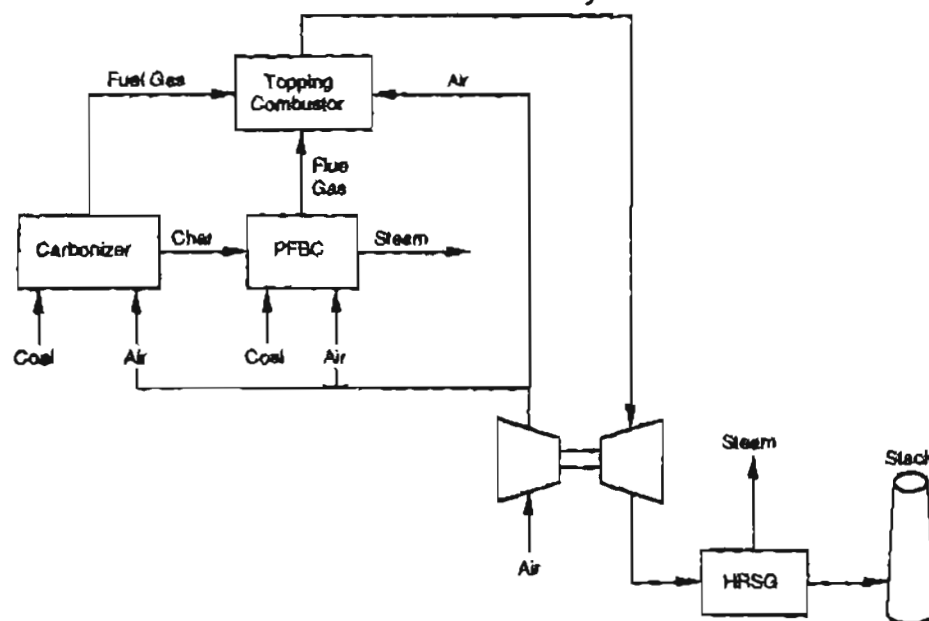 Fuel Gas
Topping
Combustor
Air
Flue
Gas
Carbonizer
Char
PFBC
Steam
Coal
Air
Coal
Air
Steam
Stack
Air
HRSG